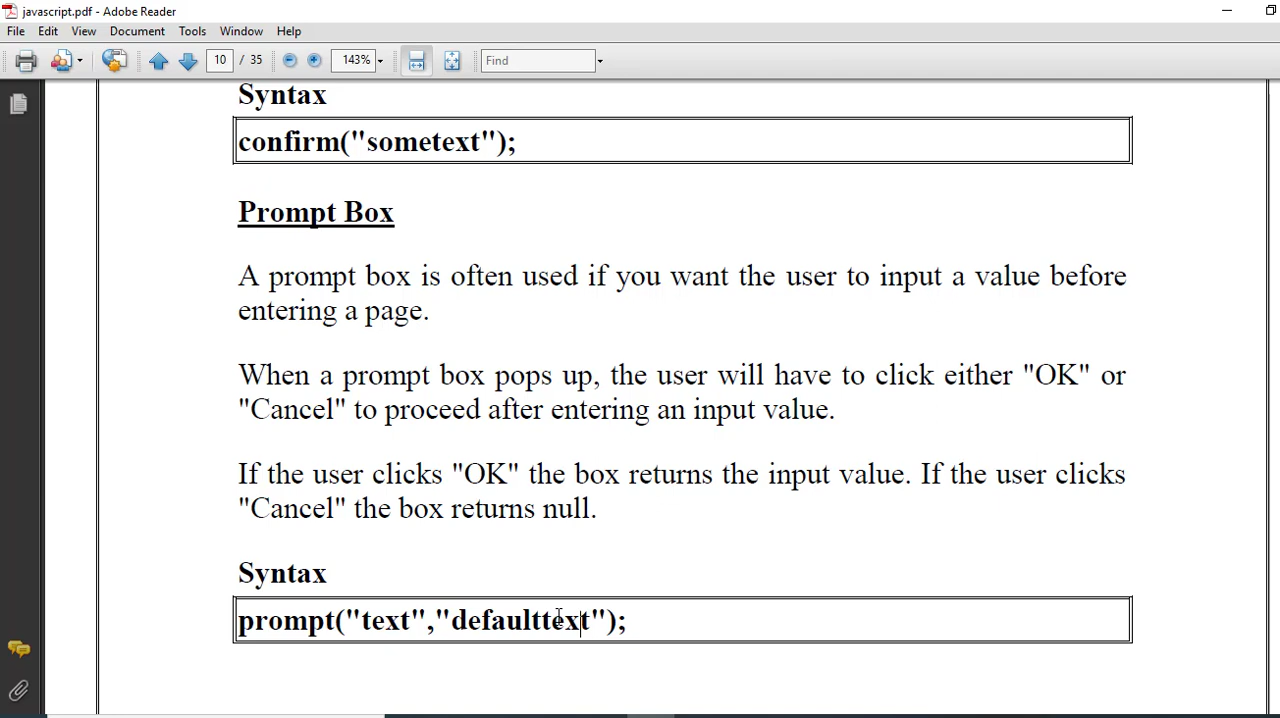 javascript.pdf - Adobe Reader
File Edit View Document Tools Window Help
10 / 35 143% Find
Syntax
confirm("sometext");
Prompt Box
A prompt box is often used if you want the user to input a value before
entering a page.
When a prompt box pops up, the user will have to click either "OK" or
"Cancel" to proceed after entering an input value.
If the user clicks "OK" the box returns the input value. If the user clicks
"Cancel" the box returns null.
Syntax
prompt("text","defaulttext");